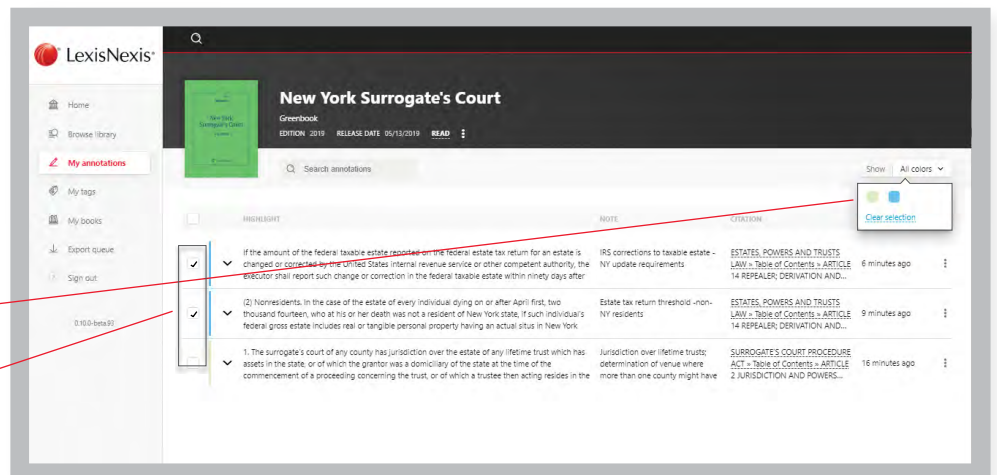 LexisNexis®
Home
Browse library
My annotations
My tags
My books
Export queue
Sign out
0.10.0-beta.93
New York
Surrogate's Court
New York Surrogate's Court
Greenbook
EDITION 2019 RELEASE DATE 05/13/2019 READ
Search annotations
Show All colors
Clear selection
HIGHLIGHT NOTE CITATION
If the amount of the federal taxable estate reported on the federal estate tax return for an estate is
changed or corrected by the United States internal revenue service or other competent authority, the
executor shall report such change or correction in the federal taxable estate within ninety days after
IRS corrections to taxable estate -
NY update requirements
ESTATES, POWERS AND TRUSTS
LAW » Table of Contents » ARTICLE
14 REPEALER; DERIVATION AND...
6 minutes ago
(2) Nonresidents. In the case of the estate of every individual dying on or after April first, two
thousand fourteen, who at his or her death was not a resident of New York state, if such individual's
federal gross estate includes real or tangible personal property having an actual situs in New York
Estate tax return threshold -non-
NY residents
ESTATES, POWERS AND TRUSTS
LAW » Table of Contents » ARTICLE
14 REPEALER; DERIVATION AND...
9 minutes ago
1. The surrogate's court of any county has jurisdiction over the estate of any lifetime trust which has
assets in the state, or of which the grantor was a domiciliary of the state at the time of the
commencement of a proceeding concerning the trust, or of which a trustee then acting resides in the
Jurisdiction over lifetime trusts;
determination of venue where
more than one county might have
SURROGATE'S COURT PROCEDURE
ACT » Table of Contents » ARTICLE
2 JURISDICTION AND POWERS...
16 minutes ago